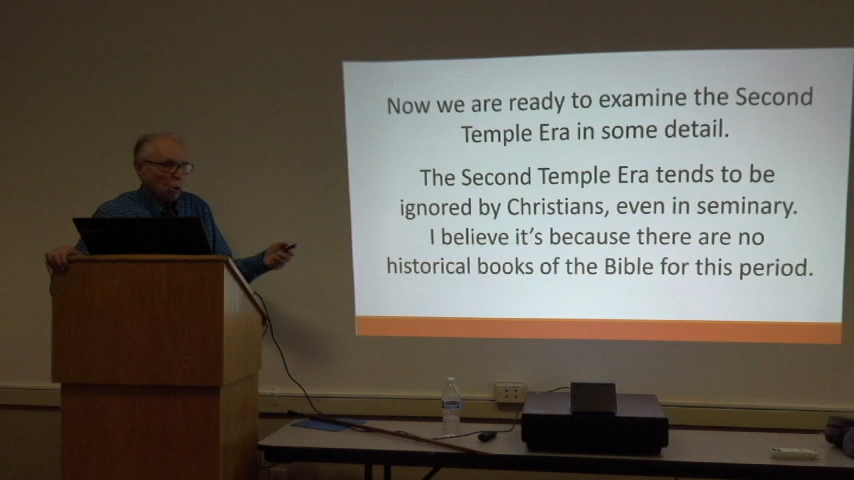 Now we are ready to examine the Second
Temple Era in some detail.
The Second Temple Era tends to be
ignored by Christians, even in seminary.
I believe it's because there are no
historical books of the Bible for this period.